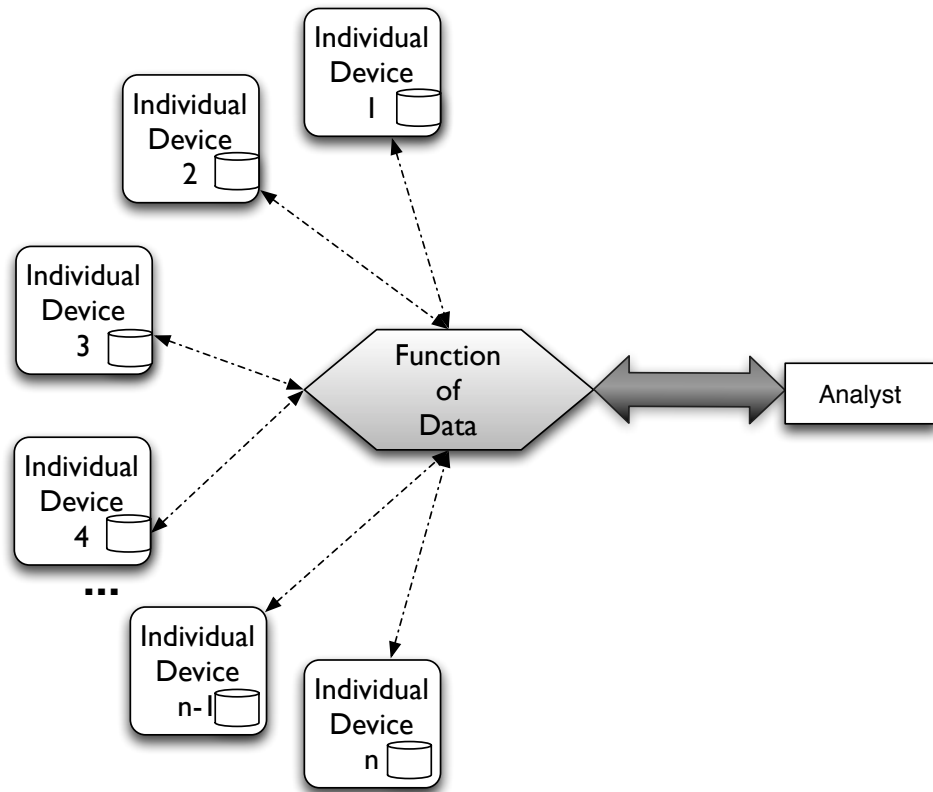 Individual
Device
1
Individual
Device
2
Individual
Device
3
Individual
Device
4
...
Individual
Device
n-1
Individual
Device
n
Function
of
Data
Analyst